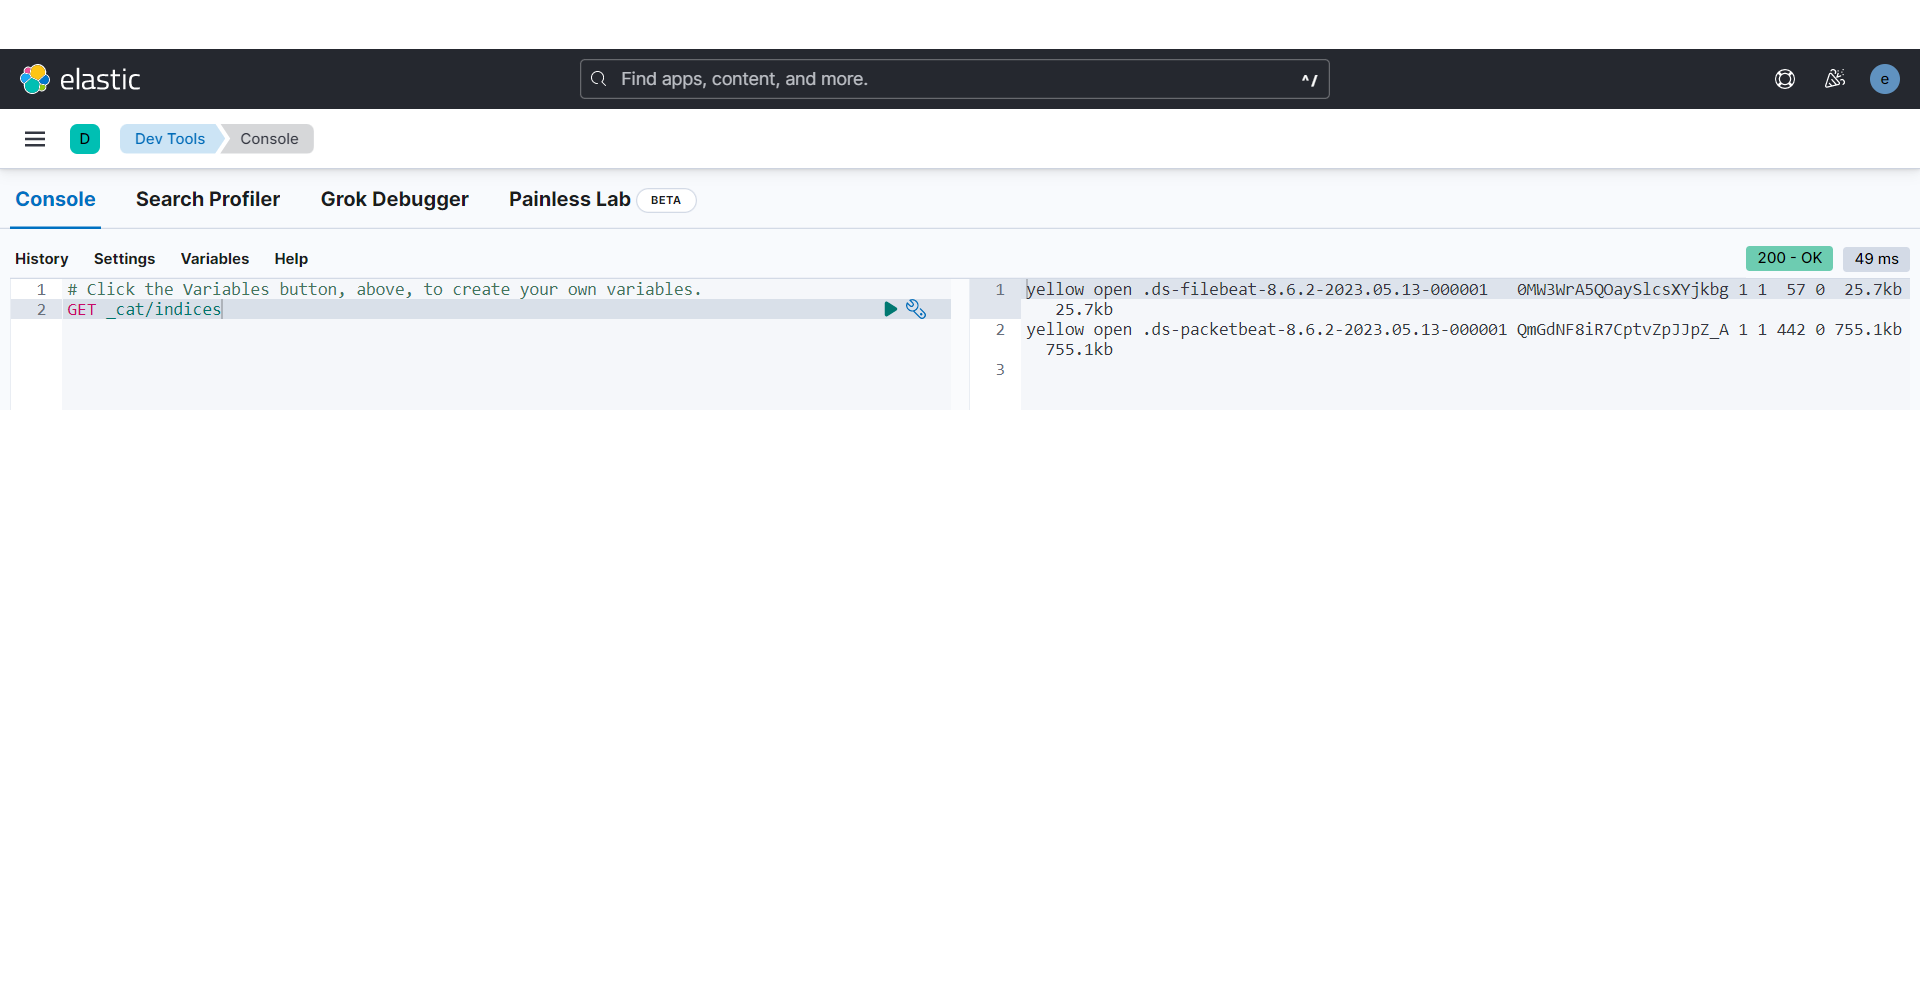 elastic
Find apps, content, and more.
^/
e
D
Dev Tools
Console
Console
Search Profiler
Grok Debugger
Painless Lab
BETA
History
Settings
Variables
Help
200 - OK
49 ms
1 # Click the Variables button, above, to create your own variables.
2 GET _cat/indices
1 yellow open .ds-filebeat-8.6.2-2023.05.13-000001 0MW3WrA5QOaySlcsXYjkbg 1 1 57 0 25.7kb
25.7kb
2 yellow open .ds-packetbeat-8.6.2-2023.05.13-000001 QmGdNF8iR7CptvZpJJpZ_A 1 1 442 0 755.1kb
755.1kb
3